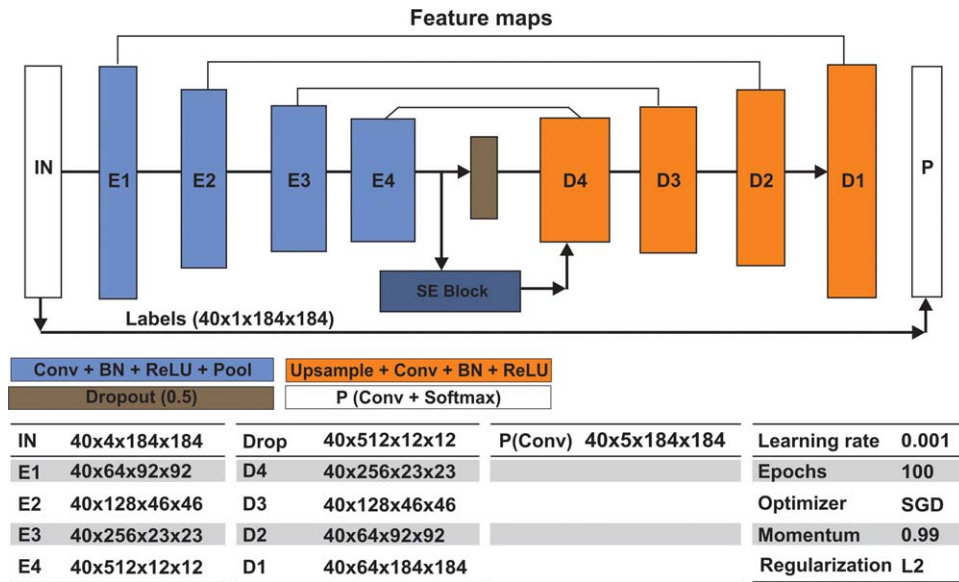 Feature maps
IN
E1
E2
E3
E4
D4
D3
D2
D1
P
SE Block
Labels (40x1x184x184)
Conv + BN + ReLU + Pool
Upsample + Conv + BN + ReLU
Dropout (0.5)
P (Conv + Softmax)
IN 40x4x184x184 Drop 40x512x12x12 P(Conv) 40x5x184x184 Learning rate 0.001
E1 40x64x92x92 D4 40x256x23x23 Epochs 100
E2 40x128x46x46 D3 40x128x46x46 Optimizer SGD
E3 40x256x23x23 D2 40x64x92x92 Momentum 0.99
E4 40x512x12x12 D1 40x64x184x184 Regularization L2